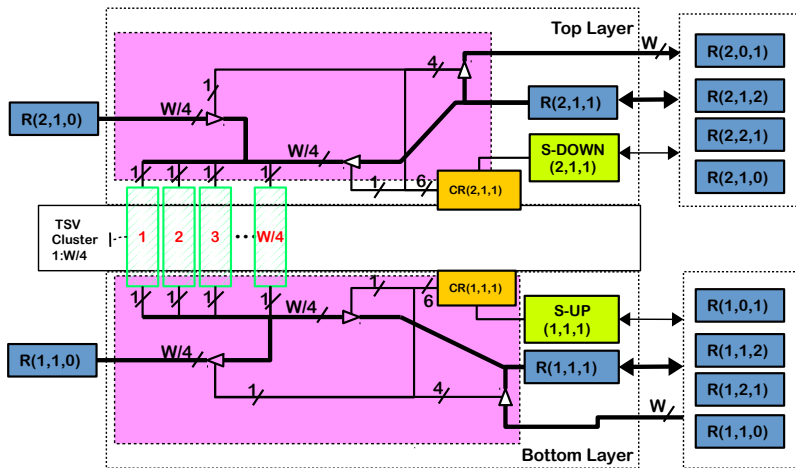 Top Layer
W
R(2,0,1)
4
1
R(2,1,0)
W/4
R(2,1,1)
R(2,1,2)
S-DOWN
(2,1,1)
R(2,2,1)
W/4
R(2,1,0)
1
1
1
1
1
6
CR(2,1,1)
TSV
Cluster
1:W/4
1
2
3
W/4
1
1
1
1
1
6
CR(1,1,1)
W/4
S-UP
(1,1,1)
R(1,0,1)
R(1,1,0)
W/4
R(1,1,1)
R(1,1,2)
1
4
R(1,2,1)
W
R(1,1,0)
Bottom Layer